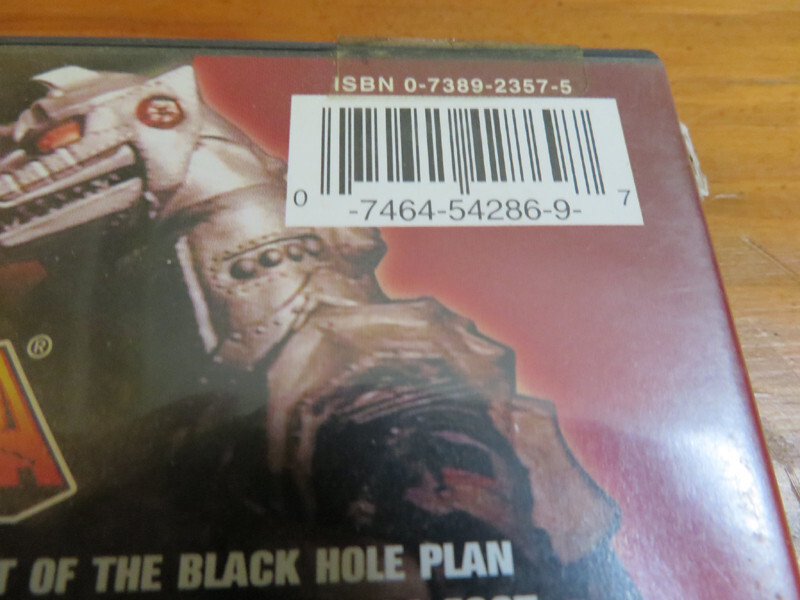 ISBN 0-7389-2357-5
0 -7464-54286-9- 7
®
T OF THE BLACK HOLE PLAN